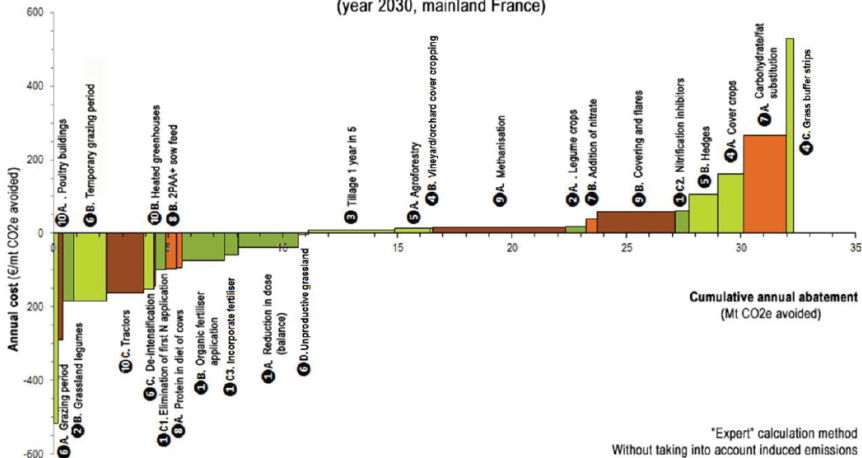 (year 2030, mainland France)
600
400
200
0
200
-400
-600
Annual cost (€/mt CO2e avoided)
10 A. . Poultry buildings
6 B. Temporary grazing period
10 B. Heated greenhouses
8 B. 2PAA+ sow feed
3 Tillage 1 year in 5
5 A. Agroforestry
4 B. Vineyard/orchard cover cropping
9 A. Methanisation
2 A. . Legume crops
7 B. Addition of nitrate
9 B. Covering and flares
1 C2. Nitrification inhibitors
5 B. Hedges
4 A. Cover crops
7 A. Carbohydrate/fat
substitution
4 C. Grass buffer strips
0
5
10
15
20
25
30
35
6 A. Grazing period
2 B. Grassland legumes
10 C. Tractors
6 C. De-intensification
1 C1. Elimination of first N application
8 A. Protein in diet of cows
1 B. Organic fertiliser
application
1 C3. Incorporate fertiliser
1 A. Reduction in dose
(balance)
6 D. Unproductive grassland
Cumulative annual abatement
(Mt CO2e avoided)
"Expert" calculation method
Without taking into account induced emissions